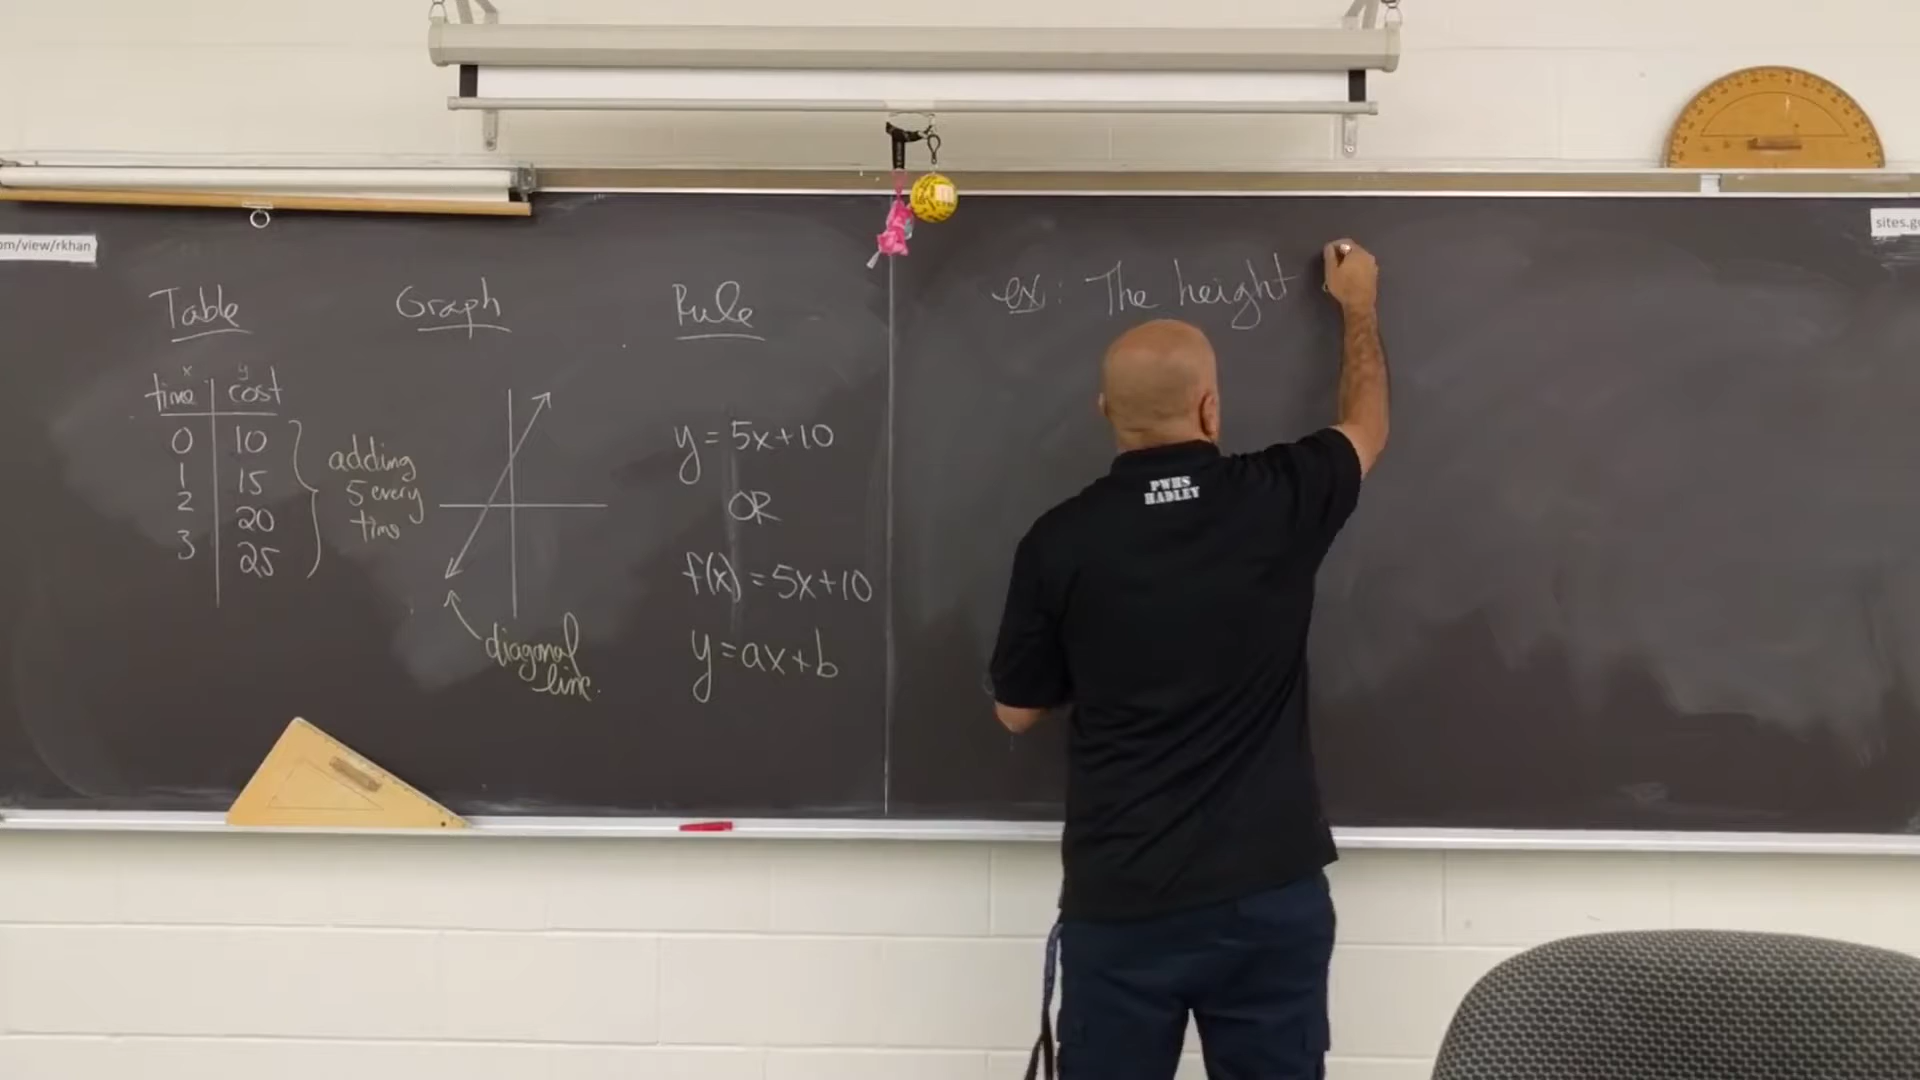 om/view/rkhan
sites.g
Table
x y
time cost
0 10
1 15
2 20
3 25
adding
5 every
time
Graph
diagonal
line.
Rule
y = 5x+10
OR
f(x) = 5x+10
y = ax+b
ex: The height
PWHS
HADLEY